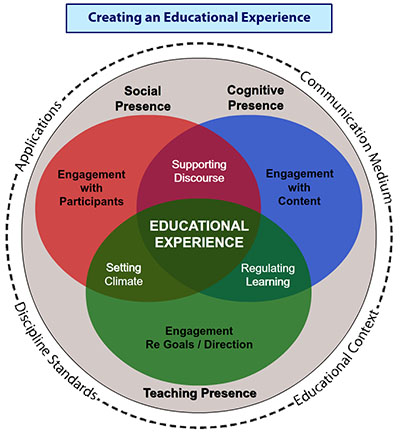 Creating an Educational Experience
Social
Presence
Cognitive
Presence
Applications
Communication Medium
Supporting
Discourse
Engagement
with
Participants
Engagement
with
Content
EDUCATIONAL
EXPERIENCE
Setting
Climate
Regulating
Learning
Engagement
Re Goals / Direction
Teaching Presence
Discipline Standards
Educational Context